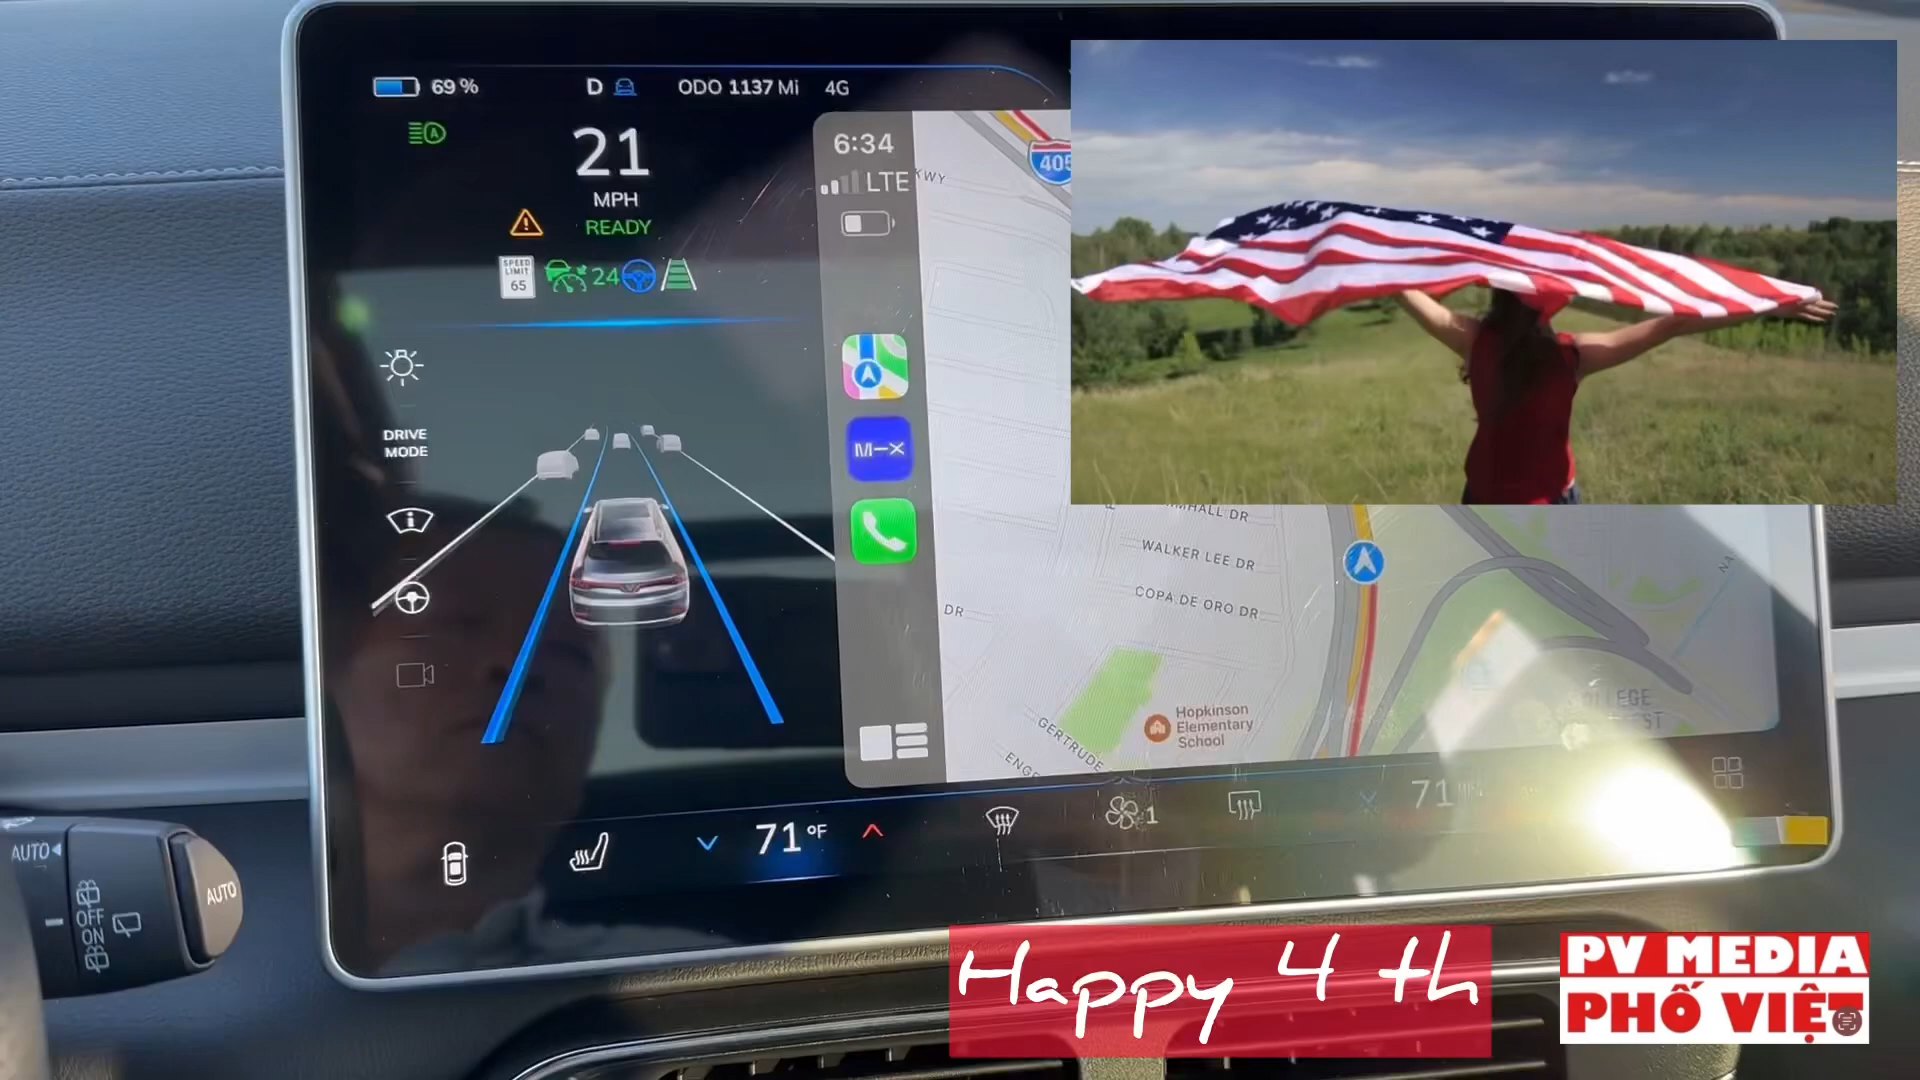 69 %
D
ODO 1137 Mi
4G
21
MPH
READY
SPEED
LIMIT
65
24
DRIVE
MODE
6:34
LTE
KWY
405
M-X
WALKER LEE DR
COPA DE ORO DR
DR
GERTRUDE
Hopkinson
Elementary
School
71 °F
1
71
AUTO
OFF
ON
AUTO
Happy 4 th
PV MEDIA
PHỐ VIỆT